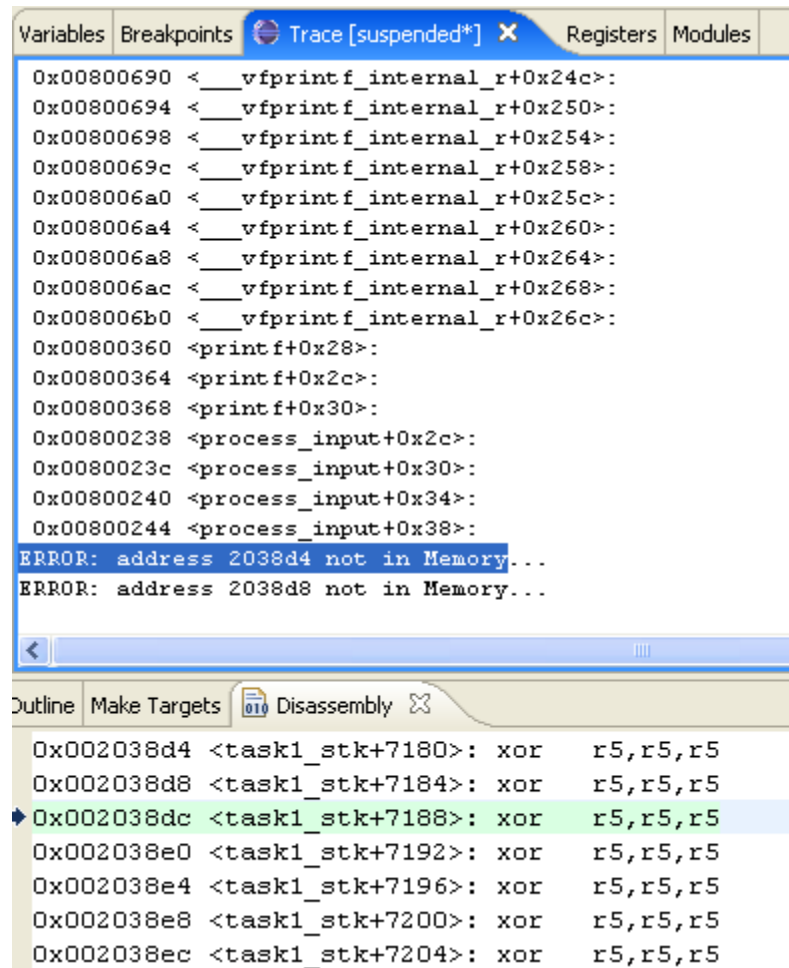 Variables Breakpoints Trace [suspended*] Registers Modules
0x00800690 <___vfprintf_internal_r+0x24c>:
0x00800694 <___vfprintf_internal_r+0x250>:
0x00800698 <___vfprintf_internal_r+0x254>:
0x0080069c <___vfprintf_internal_r+0x258>:
0x008006a0 <___vfprintf_internal_r+0x25c>:
0x008006a4 <___vfprintf_internal_r+0x260>:
0x008006a8 <___vfprintf_internal_r+0x264>:
0x008006ac <___vfprintf_internal_r+0x268>:
0x008006b0 <___vfprintf_internal_r+0x26c>:
0x00800360 <printf+0x28>:
0x00800364 <printf+0x2c>:
0x00800368 <printf+0x30>:
0x00800238 <process_input+0x2c>:
0x0080023c <process_input+0x30>:
0x00800240 <process_input+0x34>:
0x00800244 <process_input+0x38>:
ERROR: address 2038d4 not in Memory...
ERROR: address 2038d8 not in Memory...
Outline Make Targets 010 Disassembly
0x002038d4 <task1_stk+7180>: xor r5,r5,r5
0x002038d8 <task1_stk+7184>: xor r5,r5,r5
0x002038dc <task1_stk+7188>: xor r5,r5,r5
0x002038e0 <task1_stk+7192>: xor r5,r5,r5
0x002038e4 <task1_stk+7196>: xor r5,r5,r5
0x002038e8 <task1_stk+7200>: xor r5,r5,r5
0x002038ec <task1_stk+7204>: xor r5,r5,r5